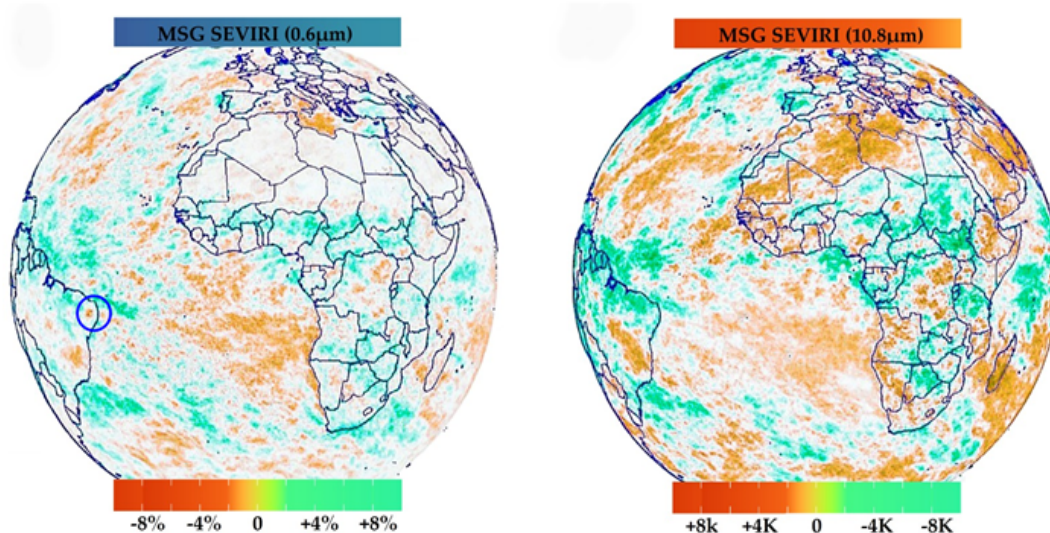 MSG SEVIRI (0.6µm)
MSG SEVIRI (10.8µm)
-8% -4% 0 +4% +8%
+8k +4K 0 -4K -8K